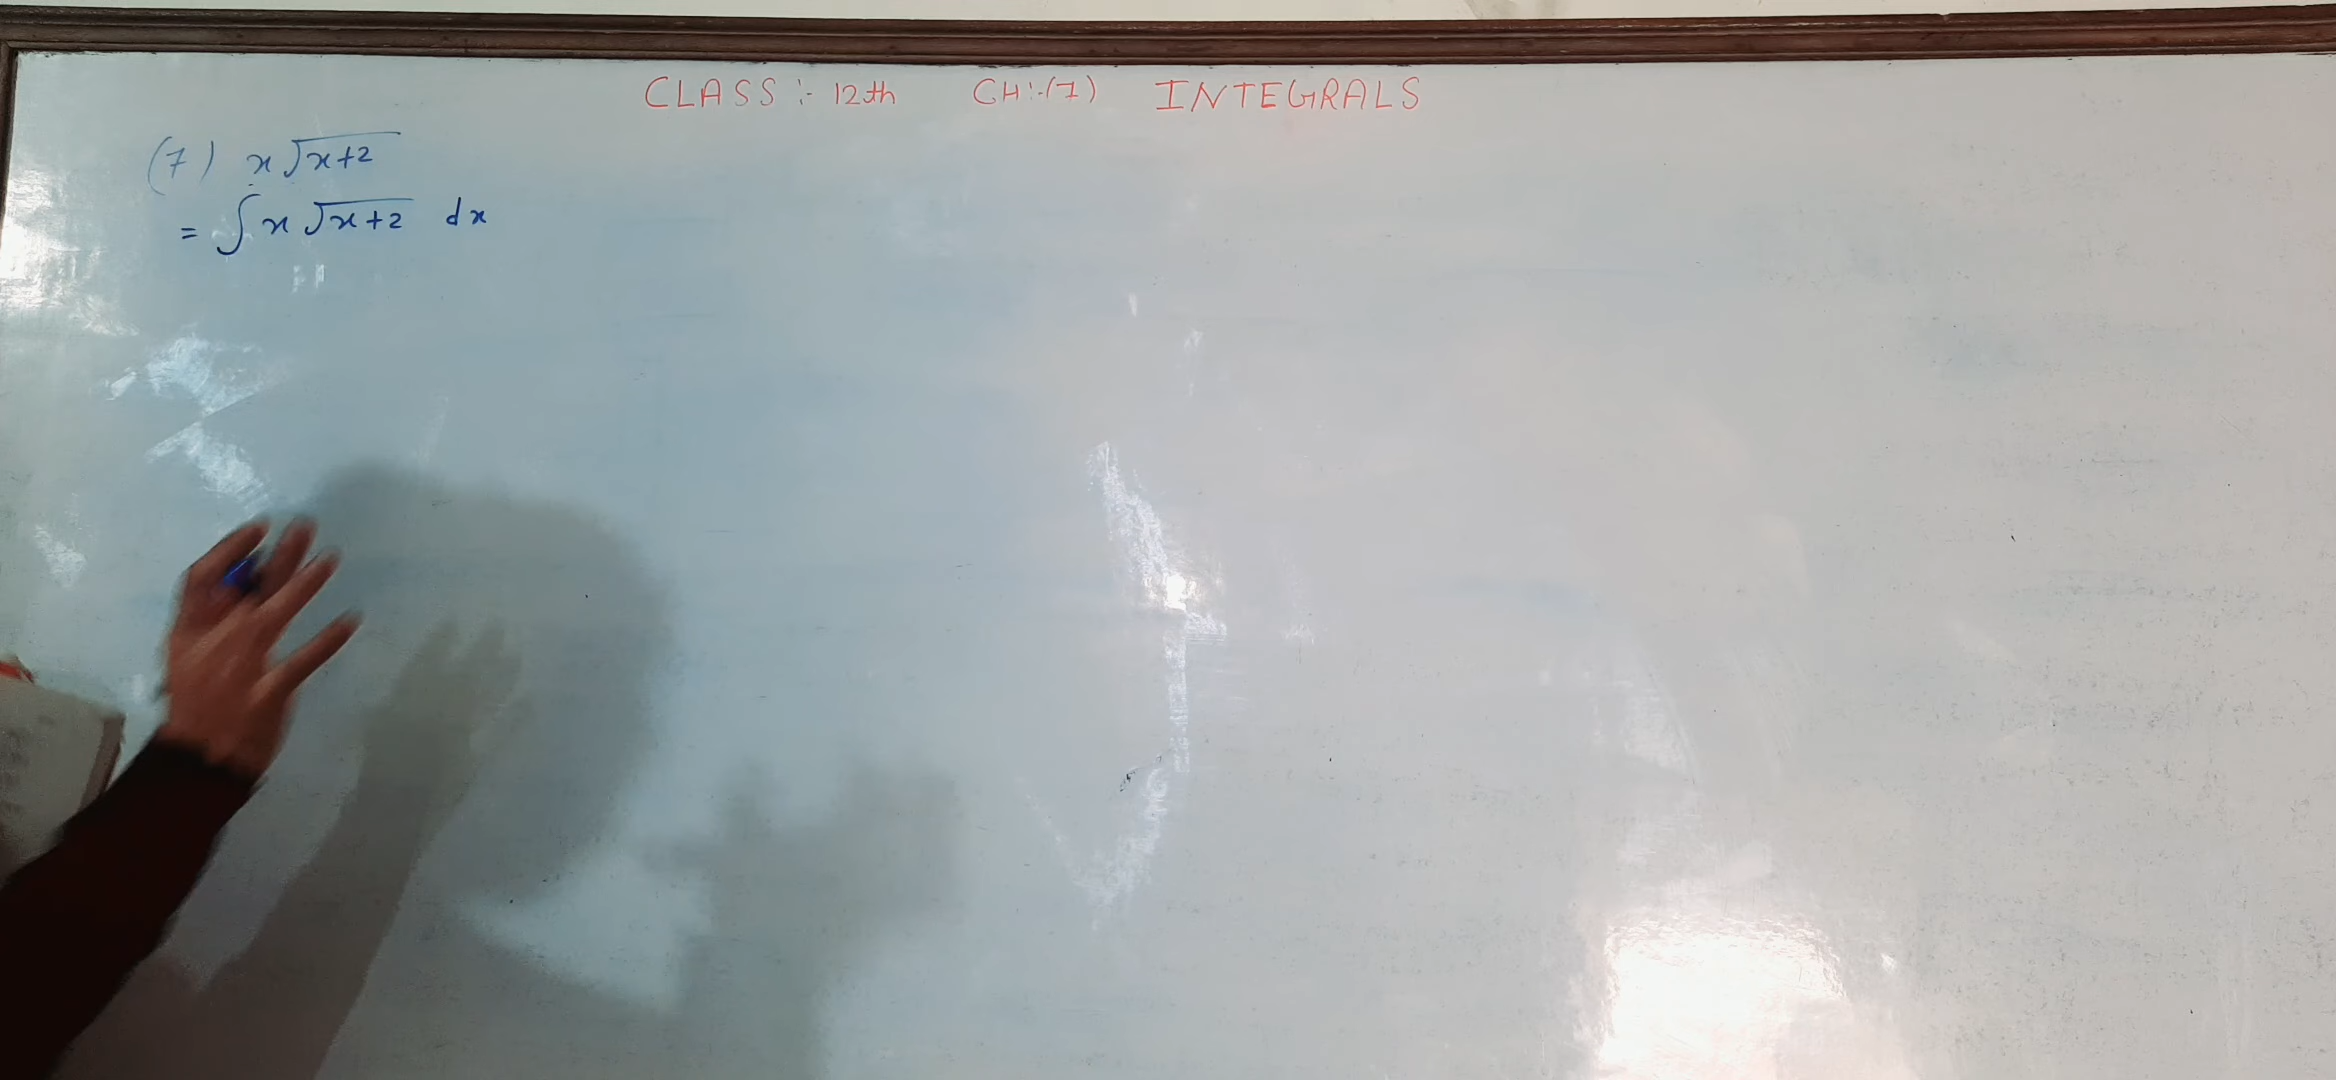 CLASS :- 12th CH:-(7) INTEGRALS
(7) x√x+2
= ∫ x √x+2 dx